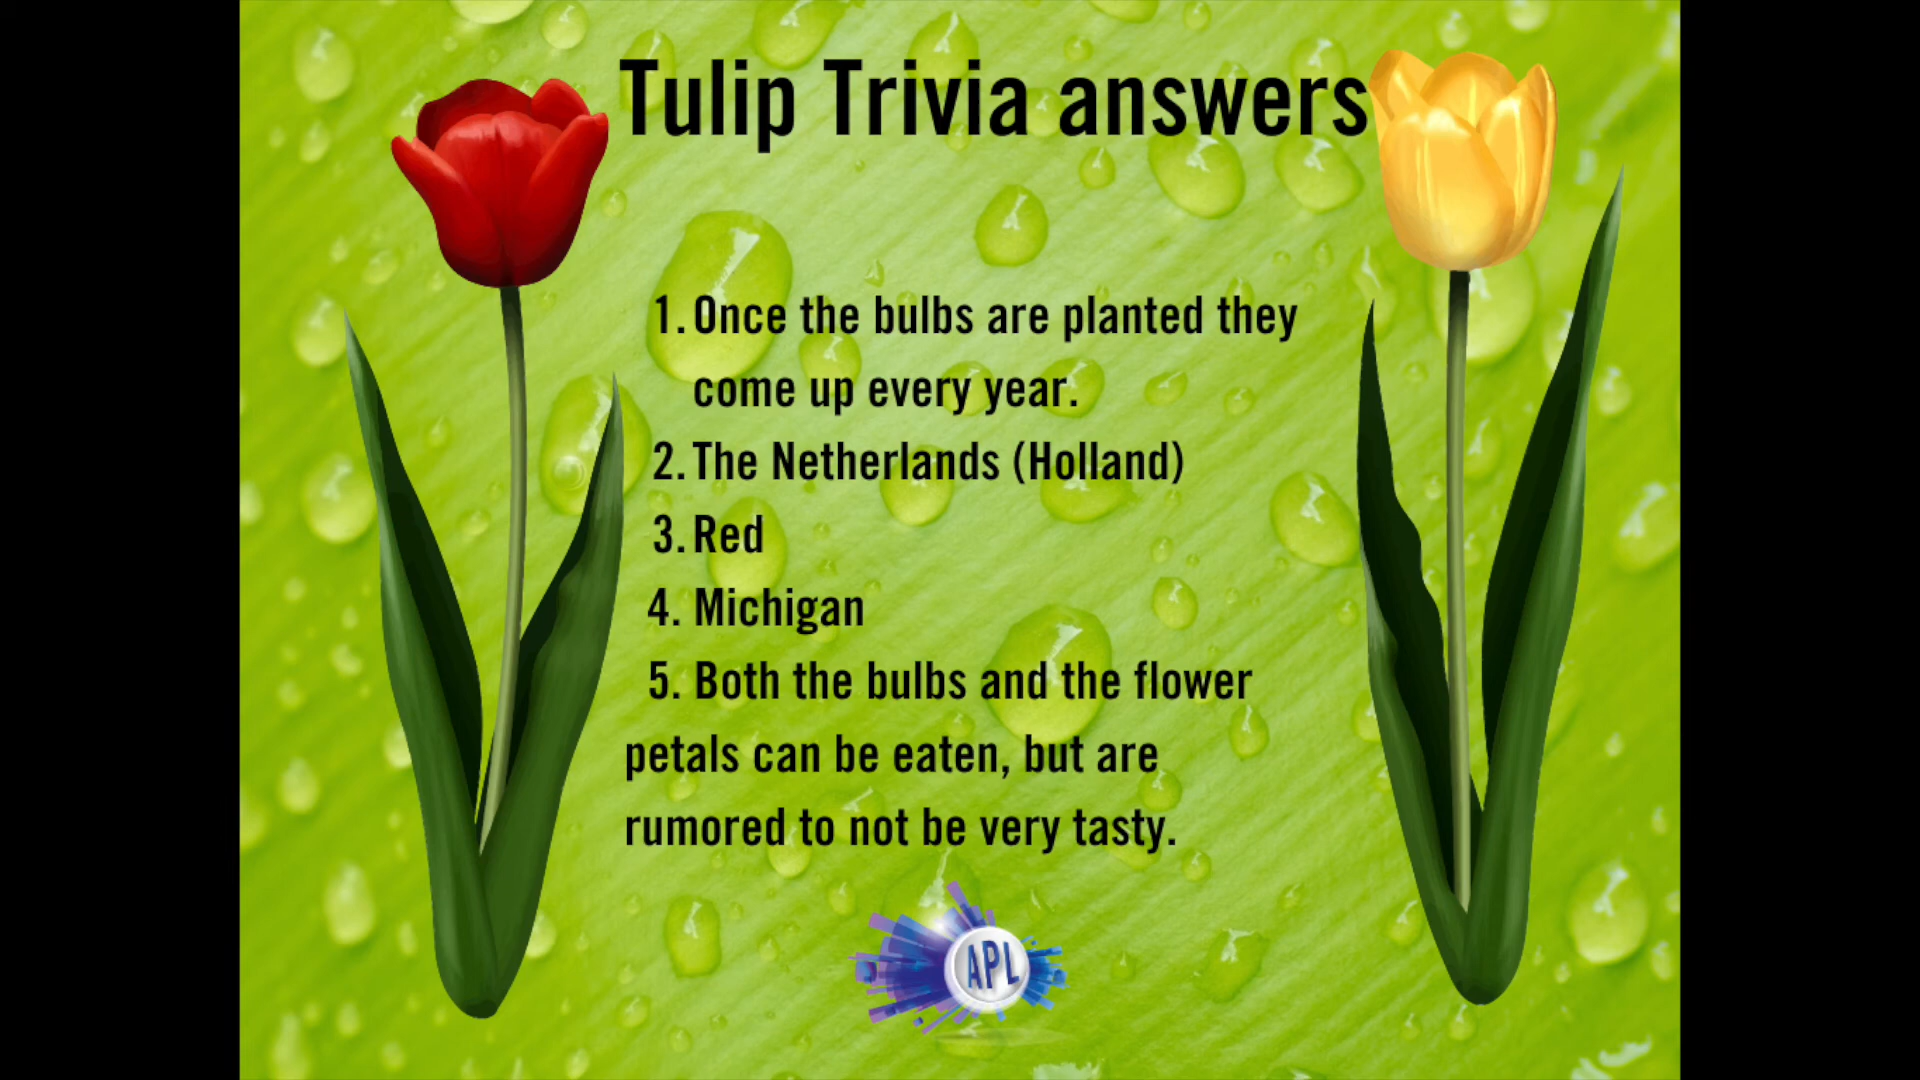 Tulip Trivia answers
1. Once the bulbs are planted they
come up every year.
2. The Netherlands (Holland)
3. Red
4. Michigan
5. Both the bulbs and the flower
petals can be eaten, but are
rumored to not be very tasty.
APL